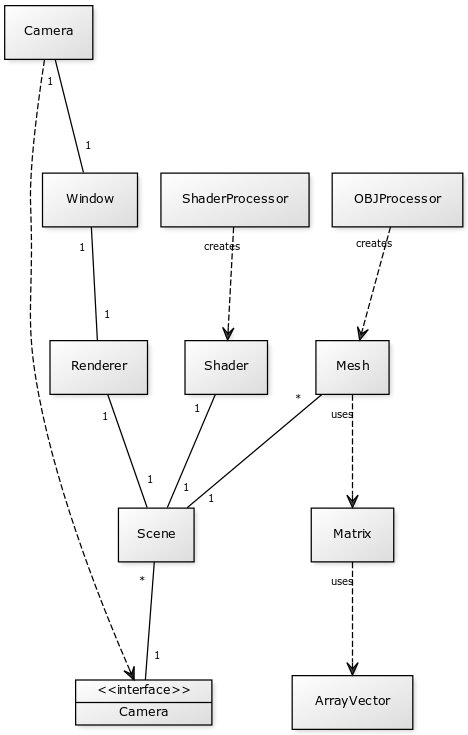 Camera
1
1
Window
ShaderProcessor
OBJProcessor
1
creates
creates
1
Renderer
Shader
Mesh
1
1
*
uses
1
1
1
Scene
Matrix
*
uses
1
<<interface>>
Camera
ArrayVector